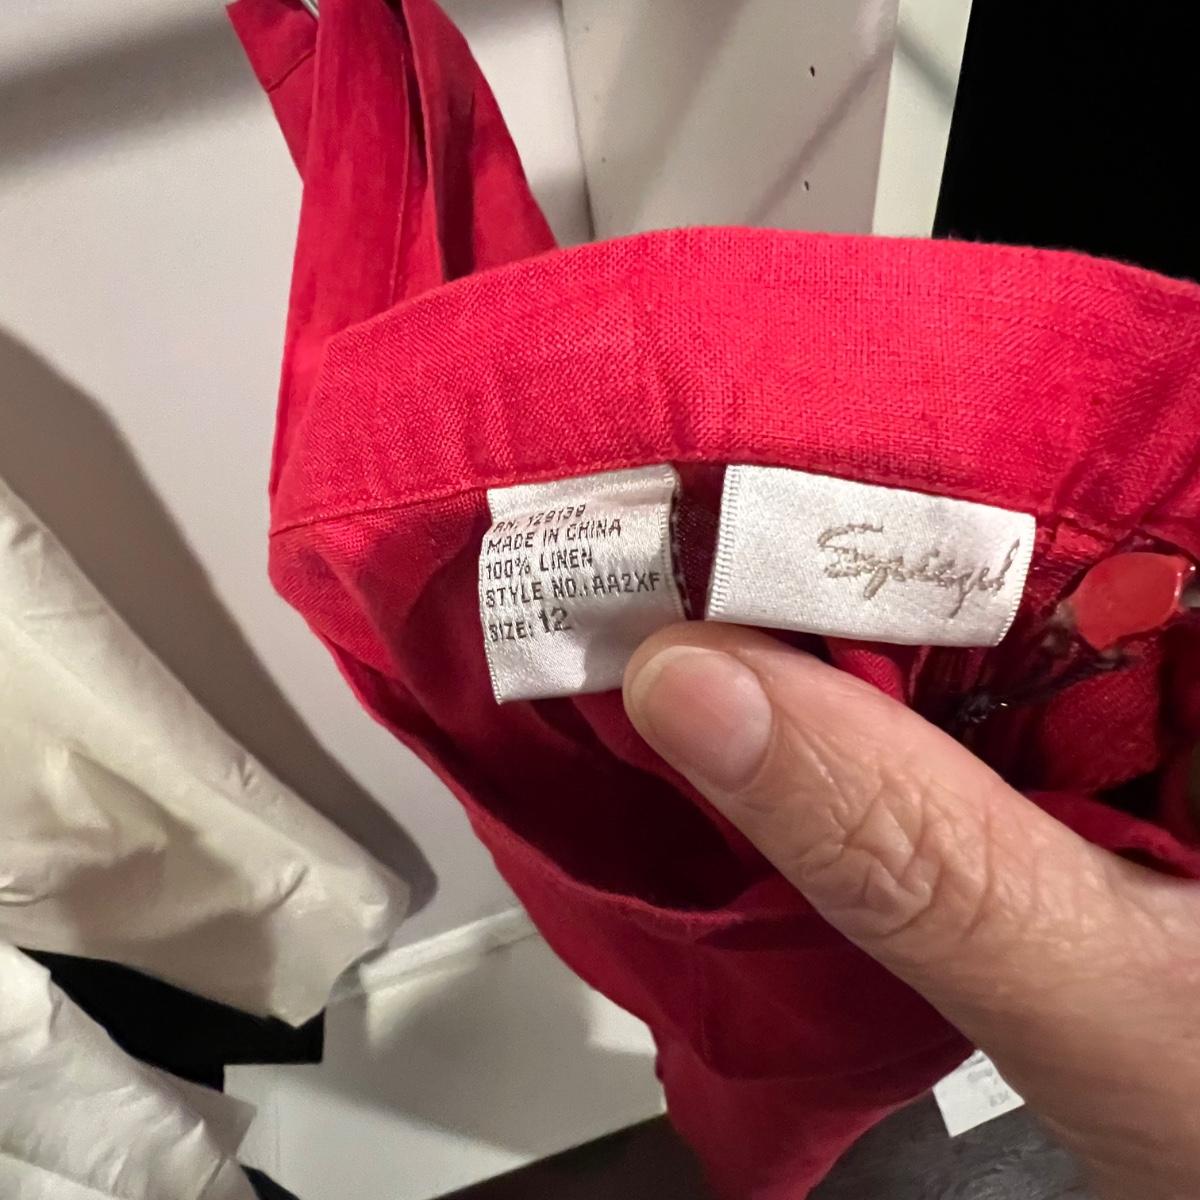 RN. 129139
MADE IN CHINA
100% LINEN
STYLE NO.: AA2XF
SIZE: 12
Spiegel